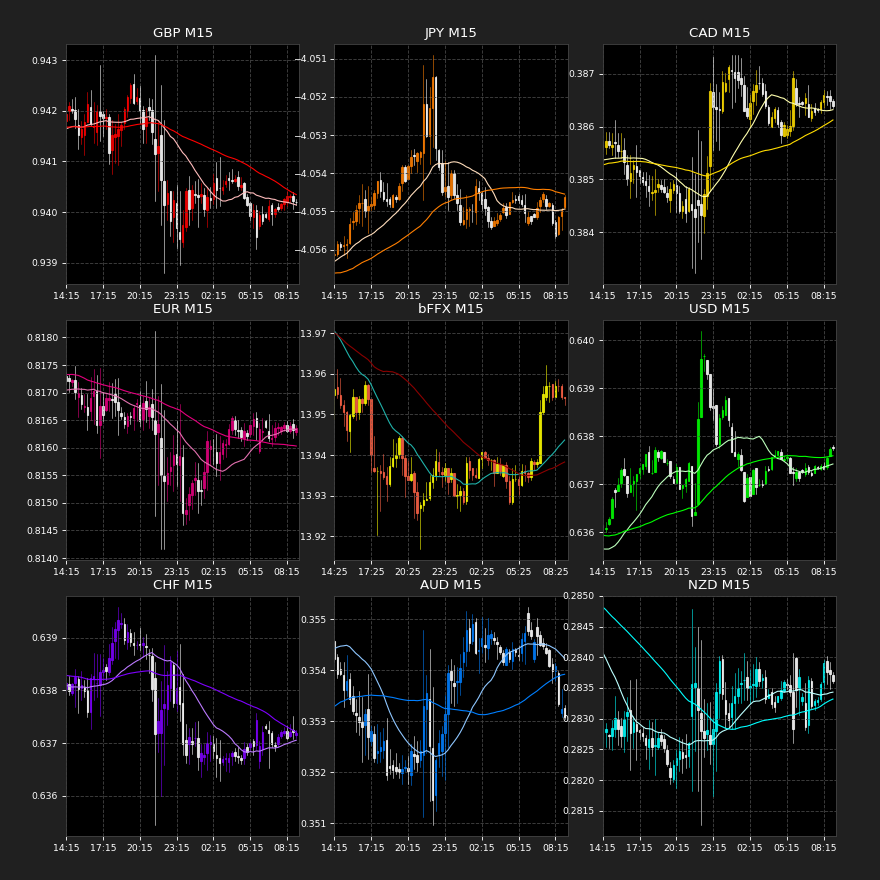 GBP M15
0.943
0.942
0.941
0.940
0.939
14:15 17:15 20:15 23:15 02:15 05:15 08:15
JPY M15
−4.051
−4.052
−4.053
−4.054
−4.055
−4.056
14:15 17:15 20:15 23:15 02:15 05:15 08:15
CAD M15
0.387
0.386
0.385
0.384
14:15 17:15 20:15 23:15 02:15 05:15 08:15
EUR M15
0.8180
0.8175
0.8170
0.8165
0.8160
0.8155
0.8150
0.8145
0.8140
14:15 17:15 20:15 23:15 02:15 05:15 08:15
bFFX M15
13.97
13.96
13.95
13.94
13.93
13.92
14:25 17:25 20:25 23:25 02:25 05:25 08:25
USD M15
0.640
0.639
0.638
0.637
0.636
14:15 17:15 20:15 23:15 02:15 05:15 08:15
CHF M15
0.639
0.638
0.637
0.636
14:15 17:15 20:15 23:15 02:15 05:15 08:15
AUD M15
0.355
0.354
0.353
0.352
0.351
14:15 17:15 20:15 23:15 02:15 05:15 08:15
NZD M15
0.2850
0.2845
0.2840
0.2835
0.2830
0.2825
0.2820
0.2815
14:15 17:15 20:15 23:15 02:15 05:15 08:15